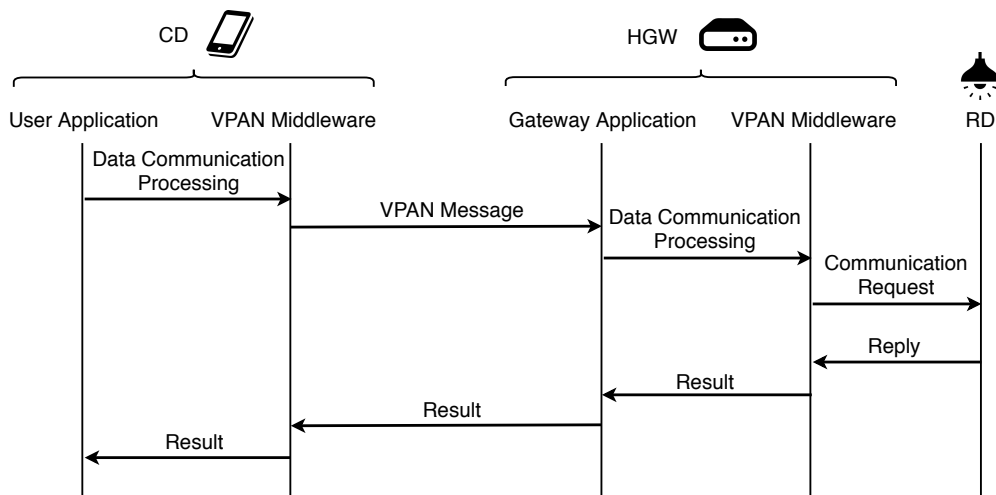 CD
HGW
User Application
VPAN Middleware
Gateway Application
VPAN Middleware
RD
Data Communication
Processing
VPAN Message
Data Communication
Processing
Communication
Request
Reply
Result
Result
Result